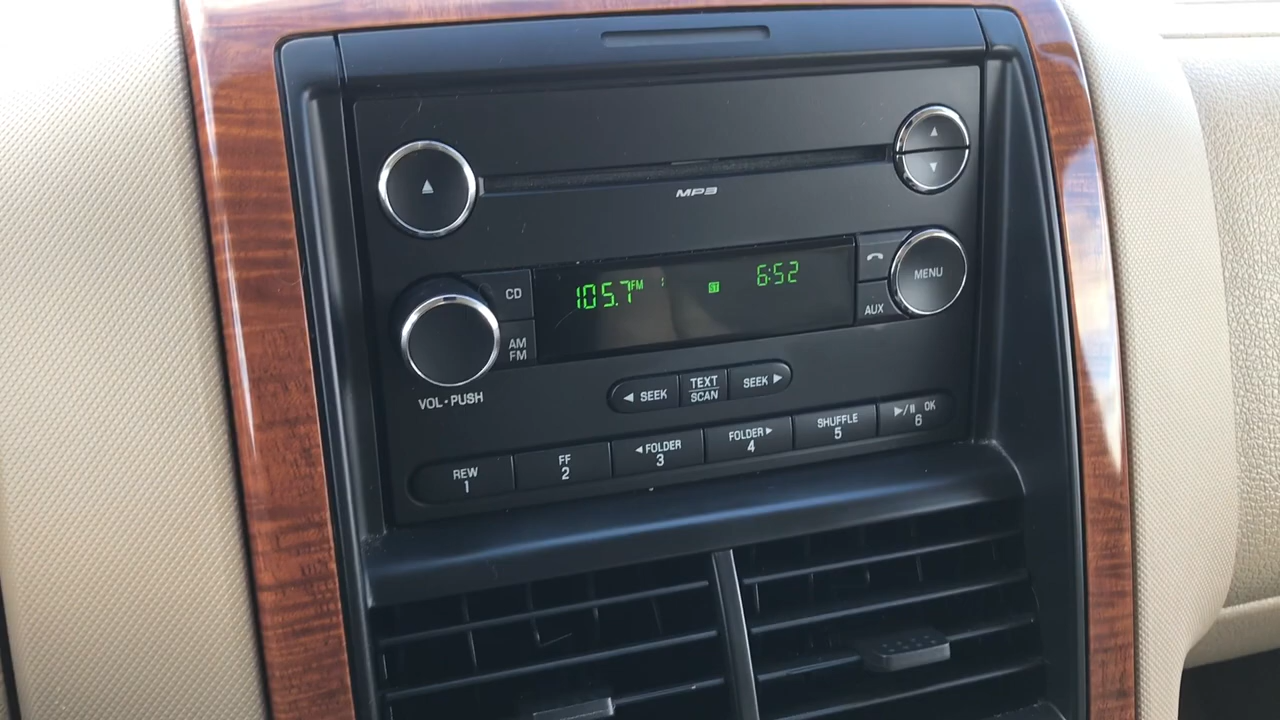 MP3
CD
105.7 FM
ST
6:52
MENU
AUX
AM
FM
VOL•PUSH
◀ SEEK
TEXT
SCAN
SEEK ▶
REW
1
FF
2
◀ FOLDER
3
FOLDER ▶
4
SHUFFLE
5
▶/II OK
6